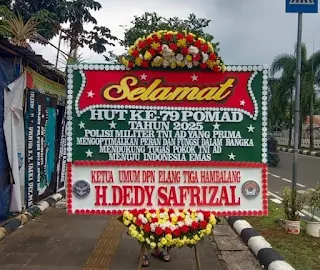 Selamat
HUT KE-79 POMAD
TAHUN 2025
POLISI MILITER TNI AD YANG PRIMA
MENGOPTIMALKAN PERAN DAN FUNGSI DALAM RANGKA
MENDUKUNG TUGAS POKOK TNI AD
MENUJU INDONESIA EMAS
KETUA UMUM DPN ELANG TIGA HAMBALANG
H. DEDY SAFRIZAL